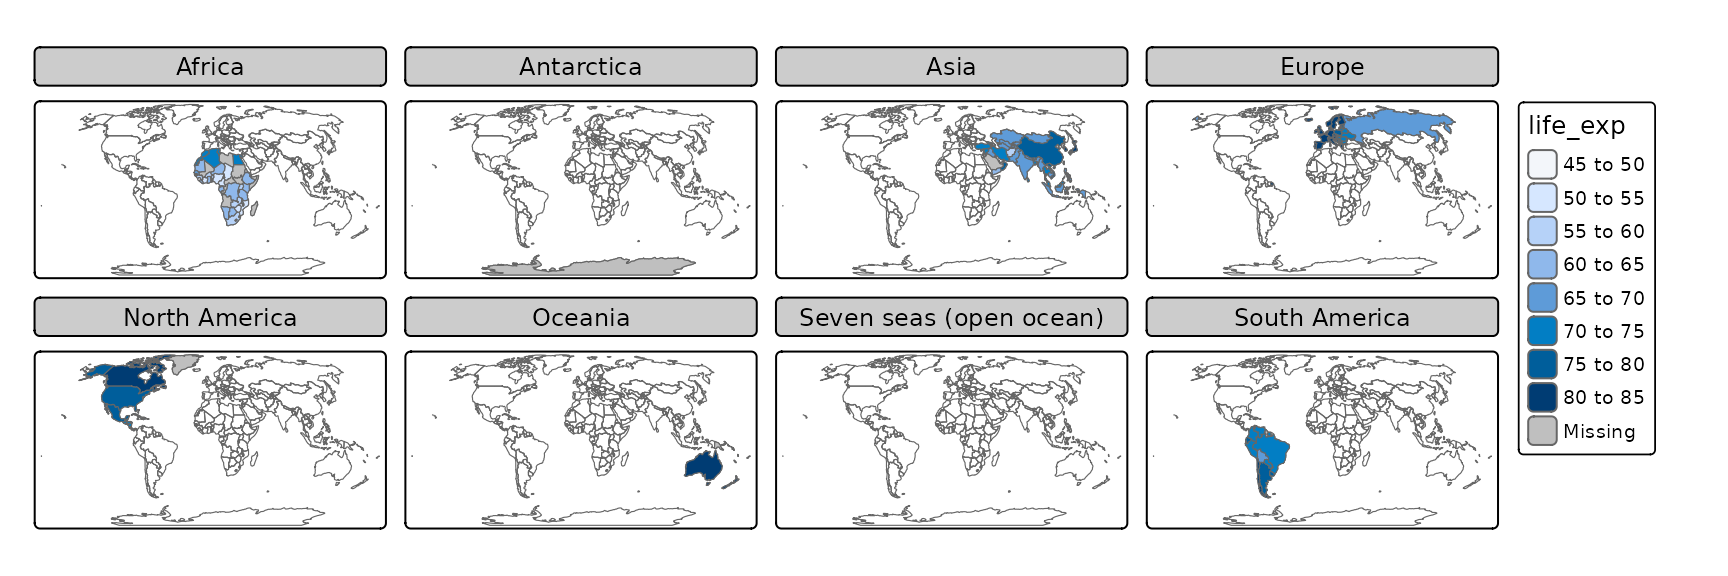 Africa
Antarctica
Asia
Europe
North America
Oceania
Seven seas (open ocean)
South America
life_exp
45 to 50
50 to 55
55 to 60
60 to 65
65 to 70
70 to 75
75 to 80
80 to 85
Missing